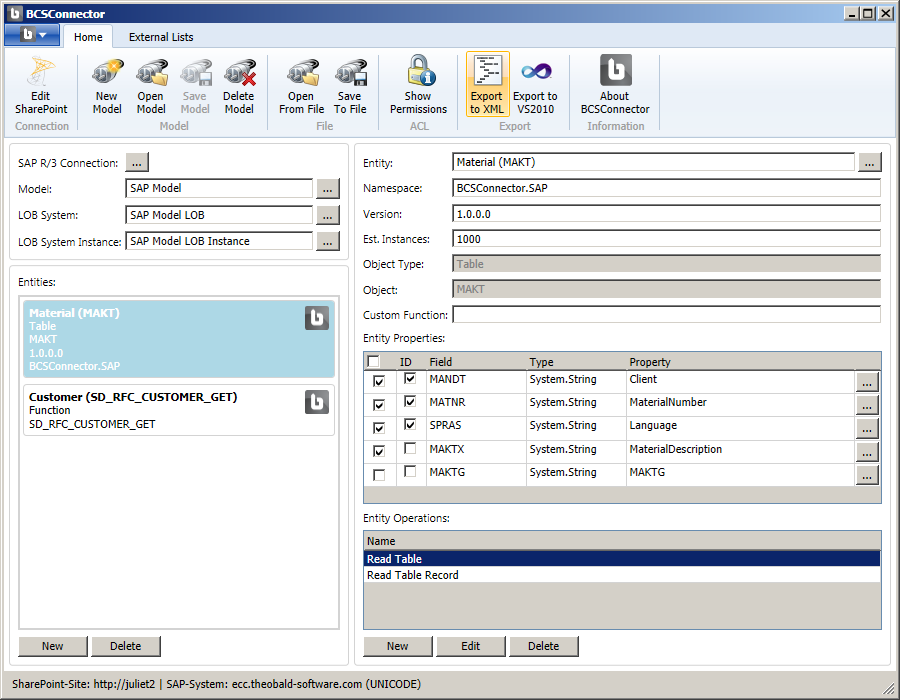 BCSConnector
Home
External Lists
Edit SharePoint
New Model
Open Model
Save Model
Delete Model
Open From File
Save To File
Show Permissions
Export to XML
Export to VS2010
About BCSConnector
Connection
Model
File
ACL
Export
Information
SAP R/3 Connection: ...
Model: SAP Model ...
LOB System: SAP Model LOB ...
LOB System Instance: SAP Model LOB Instance ...
Entities:
Material (MAKT)
Table
MAKT
1.0.0.0
BCSConnector.SAP
Customer (SD_RFC_CUSTOMER_GET)
Function
SD_RFC_CUSTOMER_GET
New Delete
Entity: Material (MAKT) ...
Namespace: BCSConnector.SAP
Version: 1.0.0.0
Est. Instances: 1000
Object Type: Table
Object: MAKT
Custom Function:
Entity Properties:
ID Field Type Property
MANDT System.String Client ...
MATNR System.String MaterialNumber ...
SPRAS System.String Language ...
MAKTX System.String MaterialDescription ...
MAKTG System.String MAKTG ...
Entity Operations:
Name
Read Table
Read Table Record
New Edit Delete
SharePoint-Site: http://juliet2 | SAP-System: ecc.theobald-software.com (UNICODE)